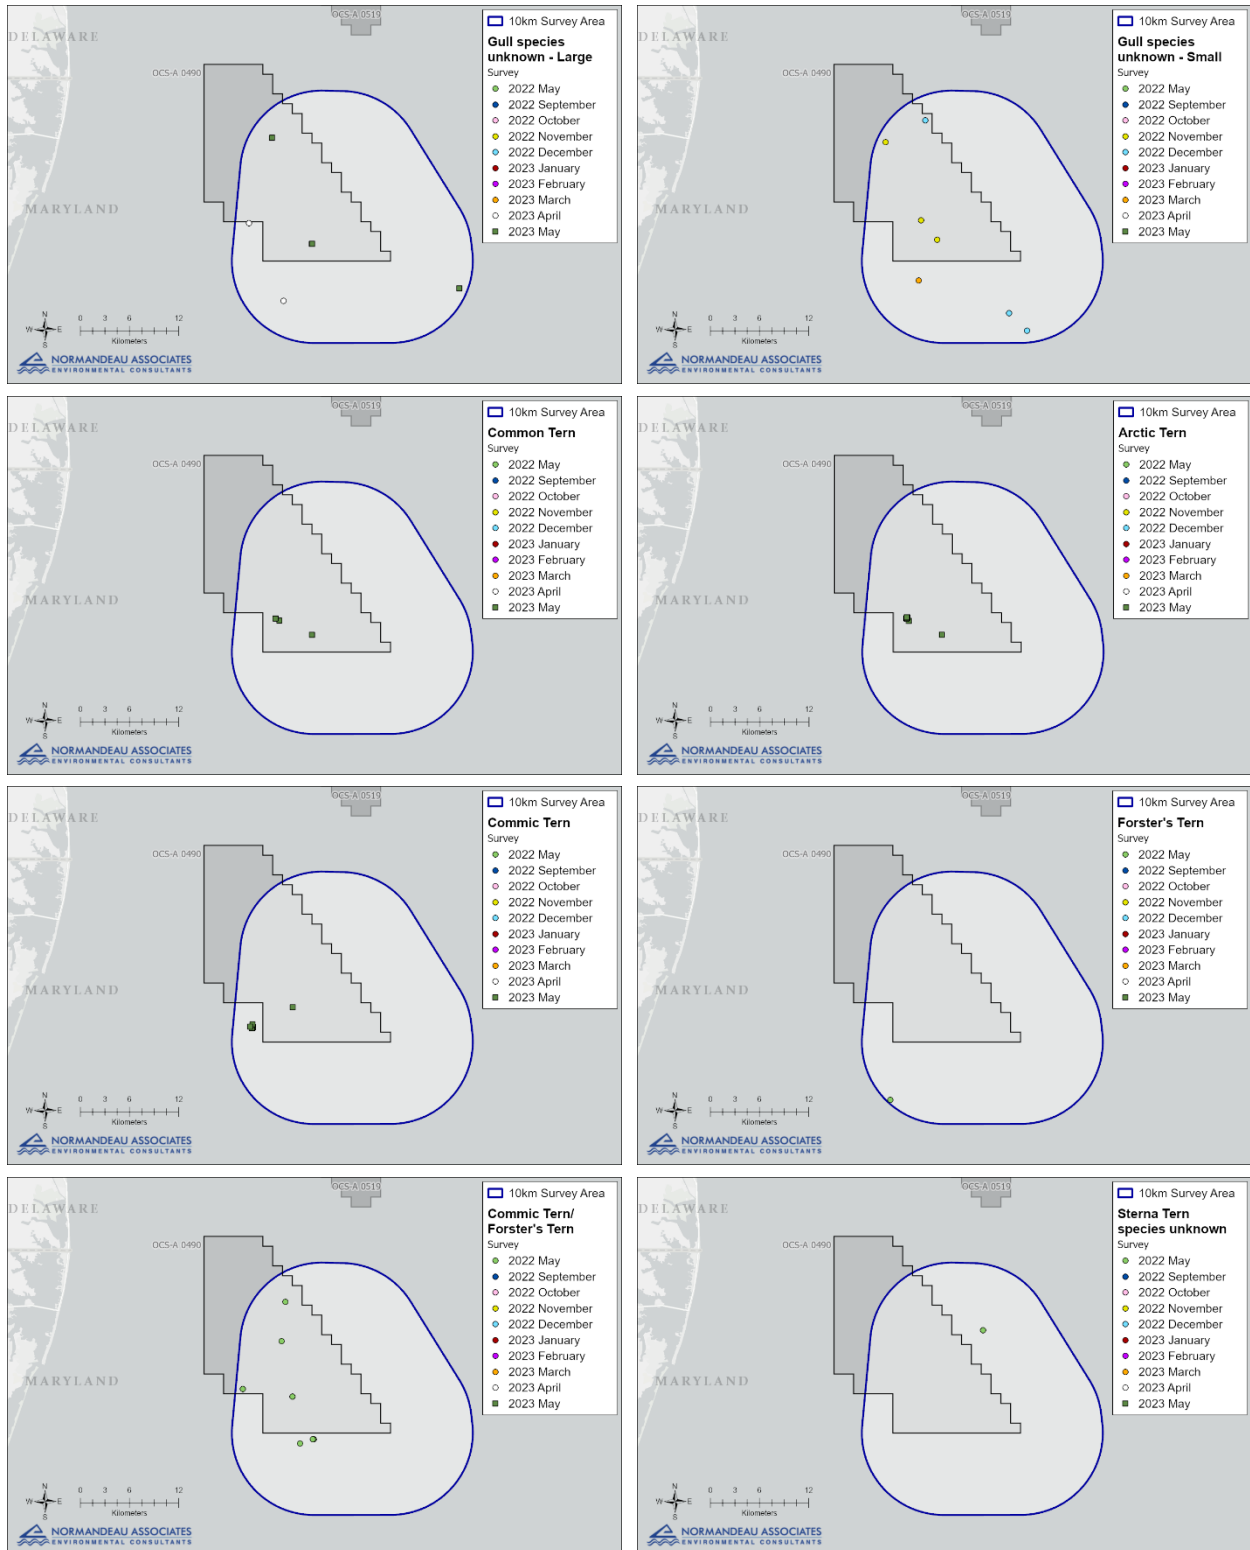 DELAWARE
OCS-A 0519
OCS-A 0490
MARYLAND
10km Survey Area
Gull species
unknown - Large
Survey
2022 May
2022 September
2022 October
2022 November
2022 December
2023 January
2023 February
2023 March
2023 April
2023 May
N
W E
S
0 3 6 12
Kilometers
NORMANDEAU ASSOCIATES
ENVIRONMENTAL CONSULTANTS
OCS-A 0519
DELAWARE
OCS-A 0490
MARYLAND
10km Survey Area
Gull species
unknown - Small
Survey
2022 May
2022 September
2022 October
2022 November
2022 December
2023 January
2023 February
2023 March
2023 April
2023 May
N
W E
S
0 3 6 12
Kilometers
NORMANDEAU ASSOCIATES
ENVIRONMENTAL CONSULTANTS
OCS-A 0519
DELAWARE
OCS-A 0490
MARYLAND
10km Survey Area
Common Tern
Survey
2022 May
2022 September
2022 October
2022 November
2022 December
2023 January
2023 February
2023 March
2023 April
2023 May
N
W E
S
0 3 6 12
Kilometers
NORMANDEAU ASSOCIATES
ENVIRONMENTAL CONSULTANTS
OCS-A 0519
DELAWARE
OCS-A 0490
MARYLAND
10km Survey Area
Arctic Tern
Survey
2022 May
2022 September
2022 October
2022 November
2022 December
2023 January
2023 February
2023 March
2023 April
2023 May
N
W E
S
0 3 6 12
Kilometers
NORMANDEAU ASSOCIATES
ENVIRONMENTAL CONSULTANTS
OCS-A 0519
DELAWARE
OCS-A 0490
MARYLAND
10km Survey Area
Commic Tern
Survey
2022 May
2022 September
2022 October
2022 November
2022 December
2023 January
2023 February
2023 March
2023 April
2023 May
N
W E
S
0 3 6 12
Kilometers
NORMANDEAU ASSOCIATES
ENVIRONMENTAL CONSULTANTS
OCS-A 0519
DELAWARE
OCS-A 0490
MARYLAND
10km Survey Area
Forster's Tern
Survey
2022 May
2022 September
2022 October
2022 November
2022 December
2023 January
2023 February
2023 March
2023 April
2023 May
N
W E
S
0 3 6 12
Kilometers
NORMANDEAU ASSOCIATES
ENVIRONMENTAL CONSULTANTS
OCS-A 0519
DELAWARE
OCS-A 0490
MARYLAND
10km Survey Area
Commic Tern/
Forster's Tern
Survey
2022 May
2022 September
2022 October
2022 November
2022 December
2023 January
2023 February
2023 March
2023 April
2023 May
N
W E
S
0 3 6 12
Kilometers
NORMANDEAU ASSOCIATES
ENVIRONMENTAL CONSULTANTS
OCS-A 0519
DELAWARE
OCS-A 0490
MARYLAND
10km Survey Area
Sterna Tern
species unknown
Survey
2022 May
2022 September
2022 October
2022 November
2022 December
2023 January
2023 February
2023 March
2023 April
2023 May
N
W E
S
0 3 6 12
Kilometers
NORMANDEAU ASSOCIATES
ENVIRONMENTAL CONSULTANTS